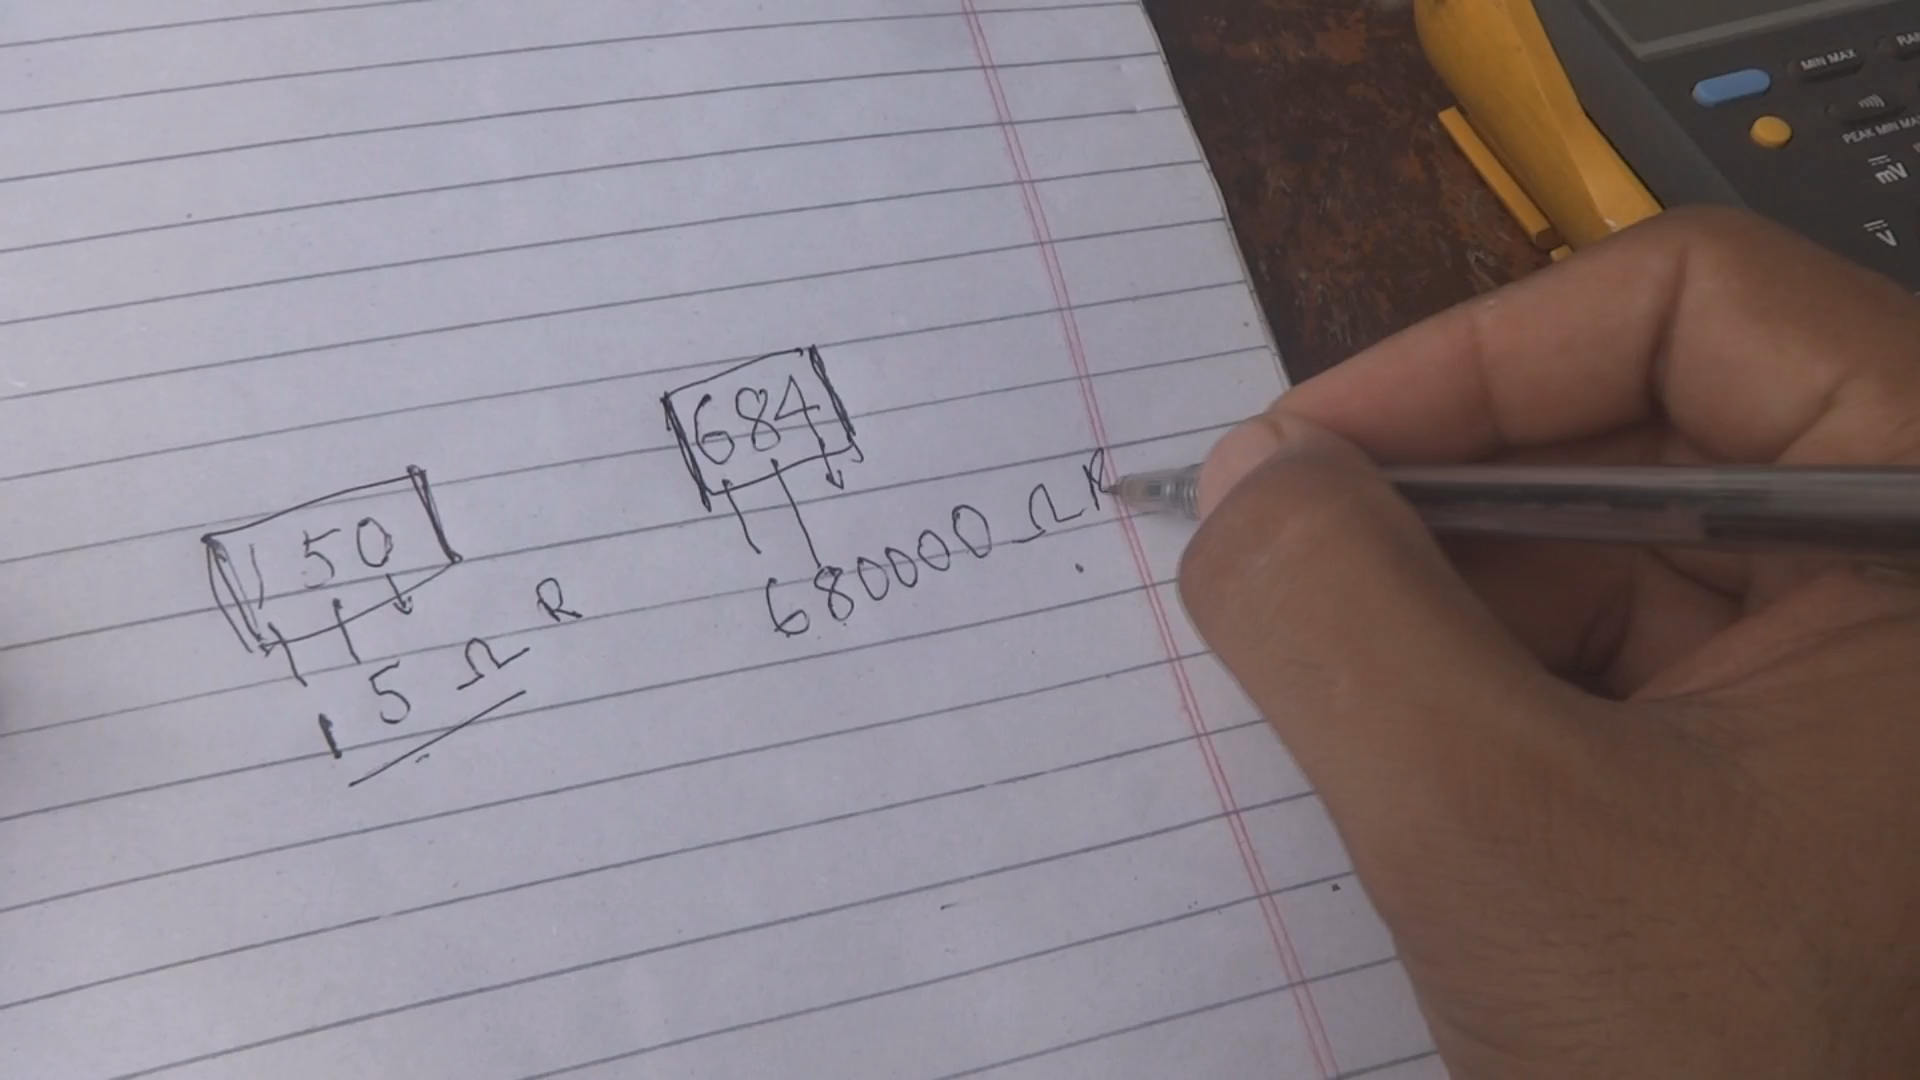 150
15 Ω R
684
680000 Ω R
MIN MAX
PEAK MIN MAX
mV
V